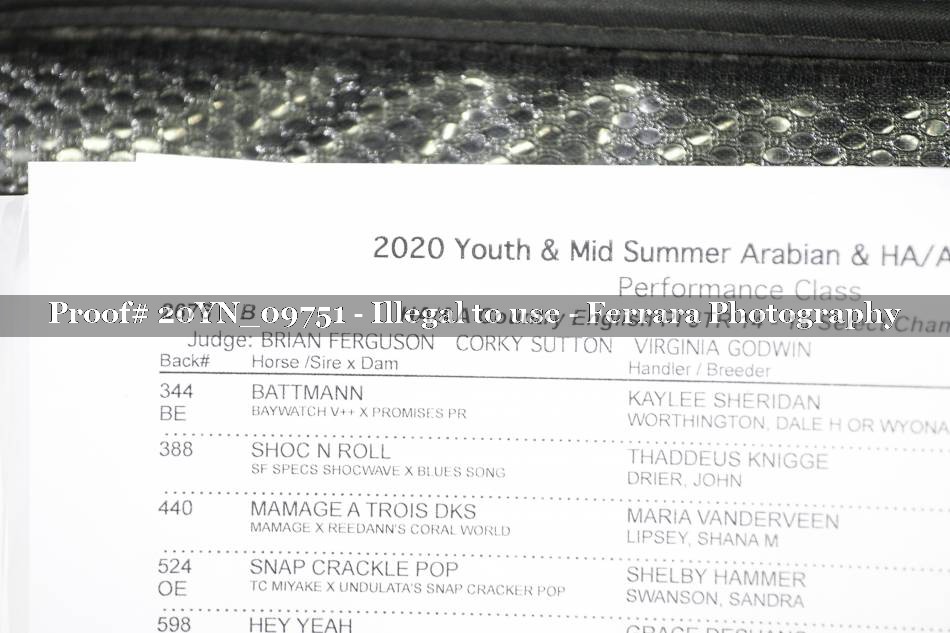 2020 Youth & Mid Summer Arabian & HA/A
Performance Class
Proof# 20YN_09751 - Illegal to use - Ferrara Photography
B HA/A Country English
Judge: BRIAN FERGUSON CORKY SUTTON VIRGINIA GODWIN
Back# Horse /Sire x Dam Handler / Breeder
344 BATTMANN KAYLEE SHERIDAN
BE BAYWATCH V++ X PROMISES PR WORTHINGTON, DALE H OR WYONA
388 SHOC N ROLL THADDEUS KNIGGE
SF SPECS SHOCWAVE X BLUES SONG DRIER, JOHN
440 MAMAGE A TROIS DKS MARIA VANDERVEEN
MAMAGE X REEDANN'S CORAL WORLD LIPSEY, SHANA M
524 SNAP CRACKLE POP SHELBY HAMMER
OE TC MIYAKE X UNDULATA'S SNAP CRACKER POP SWANSON, SANDRA
598 HEY YEAH GRACE